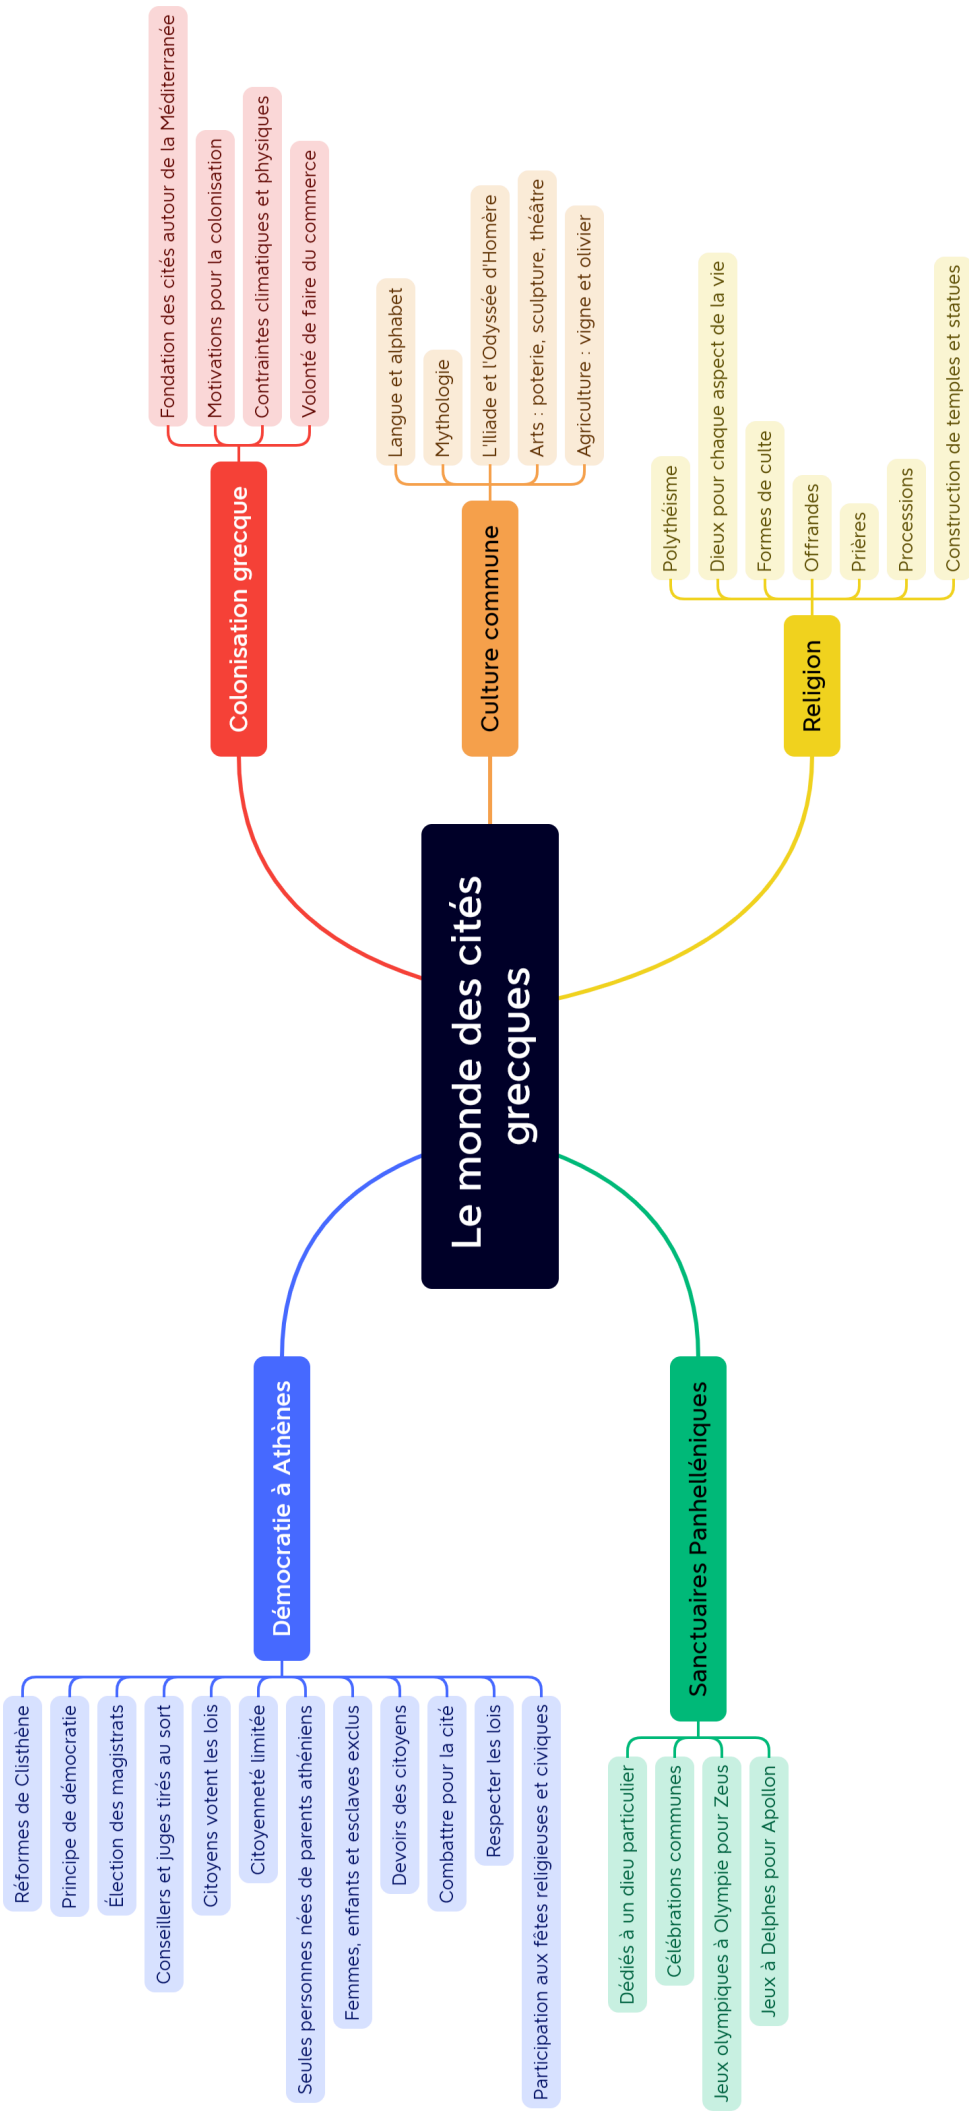 Le monde des cités
grecques
Colonisation grecque
Fondation des cités autour de la Méditerranée
Motivations pour la colonisation
Contraintes climatiques et physiques
Volonté de faire du commerce
Culture commune
Langue et alphabet
Mythologie
L'Iliade et l'Odyssée d'Homère
Arts : poterie, sculpture, théâtre
Agriculture : vigne et olivier
Religion
Polythéisme
Dieux pour chaque aspect de la vie
Formes de culte
Offrandes
Prières
Processions
Construction de temples et statues
Démocratie à Athènes
Réformes de Clisthène
Principe de démocratie
Élection des magistrats
Conseillers et juges tirés au sort
Citoyens votent les lois
Citoyenneté limitée
Seules personnes nées de parents athéniens
Femmes, enfants et esclaves exclus
Devoirs des citoyens
Combattre pour la cité
Respecter les lois
Participation aux fêtes religieuses et civiques
Sanctuaires Panhelléniques
Dédiés à un dieu particulier
Célébrations communes
Jeux olympiques à Olympie pour Zeus
Jeux à Delphes pour Apollon